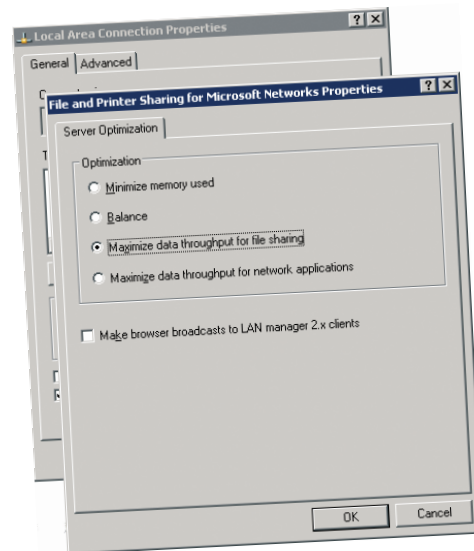 Local Area Connection Properties
General Advanced
File and Printer Sharing for Microsoft Networks Properties
Server Optimization
Optimization
Minimize memory used
Balance
Maximize data throughput for file sharing
Maximize data throughput for network applications
Make browser broadcasts to LAN manager 2.x clients
OK Cancel